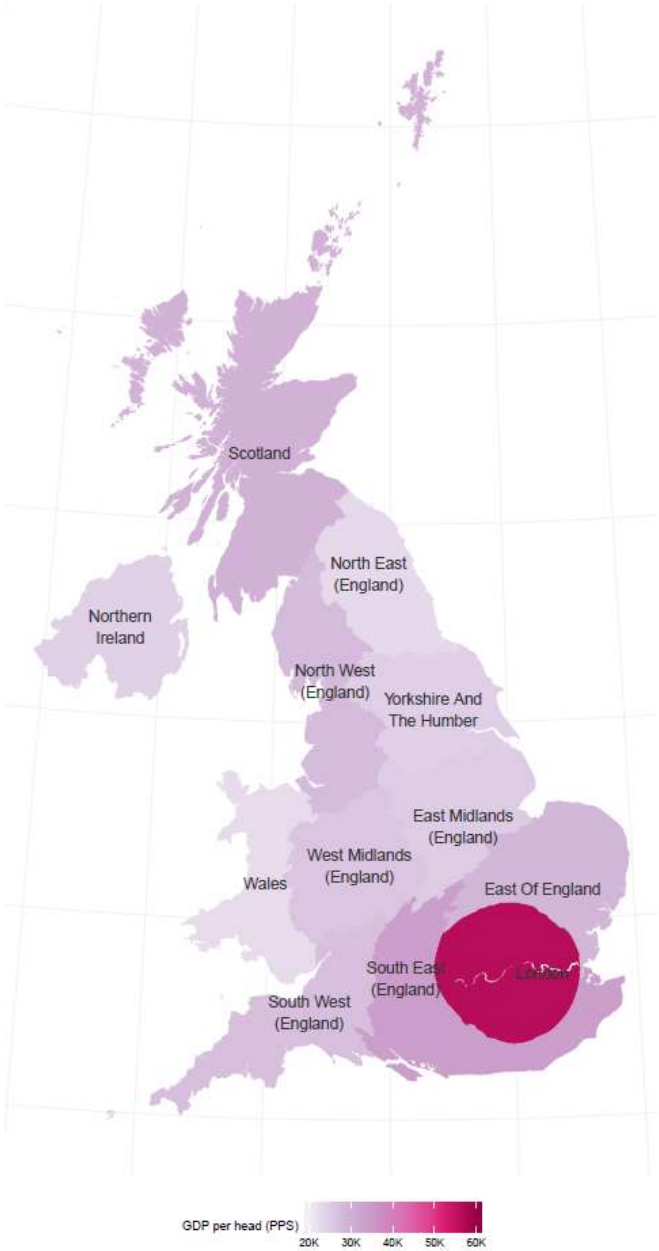 Scotland
North East
(England)
Northern
Ireland
North West
(England)
Yorkshire And
The Humber
East Midlands
(England)
West Midlands
(England)
Wales
East Of England
South East
(England)
London
South West
(England)
GDP per head (PPS)
20K 30K 40K 50K 60K